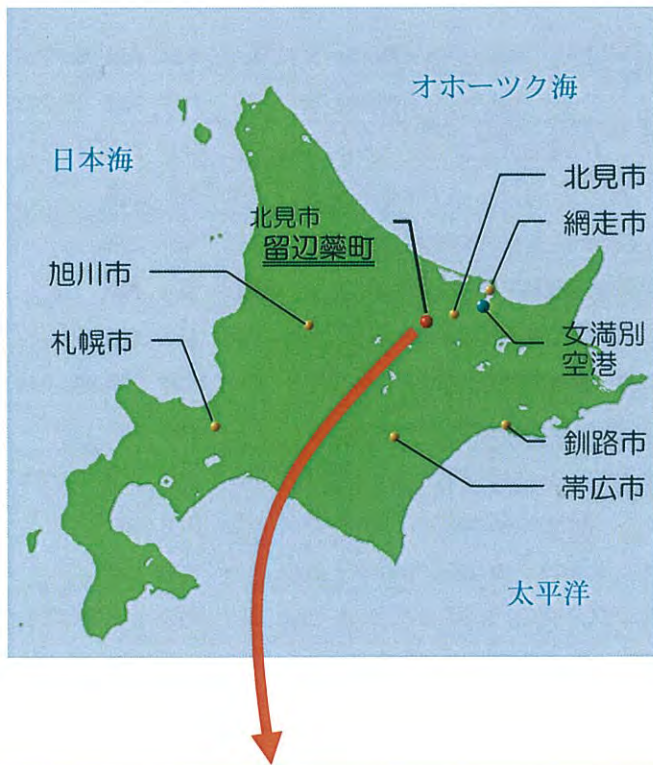 オホーツク海
日本海
北見市
北見市
網走市
留辺蘂町
旭川市
札幌市
女満別
空港
釧路市
帯広市
太平洋